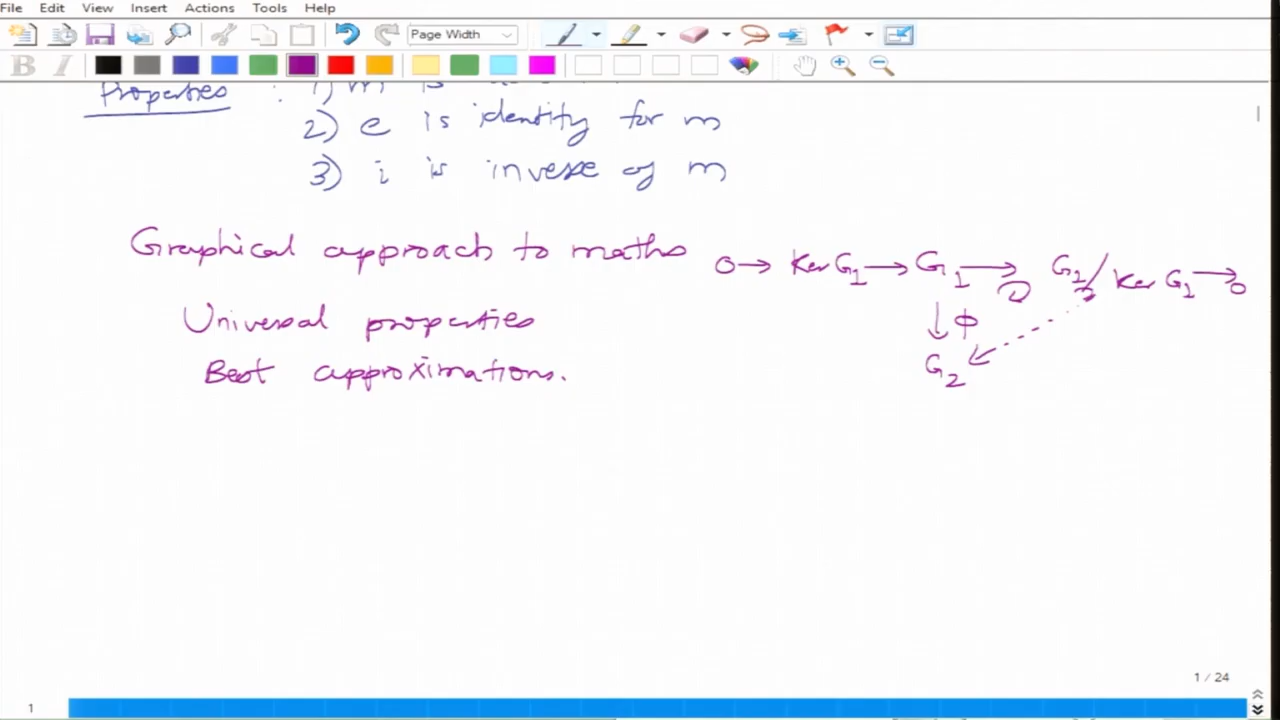 File Edit View Insert Actions Tools Help
Page Width
B I
Properties : 1) m is
2) e is identity for m
3) i is inverse of m
Graphical approach to maths
0 → Ker G₁ → G₁ → G₁/Ker G₁ → 0
↓ φ
G₂
Universal properties
Best approximations.
1 / 24
1